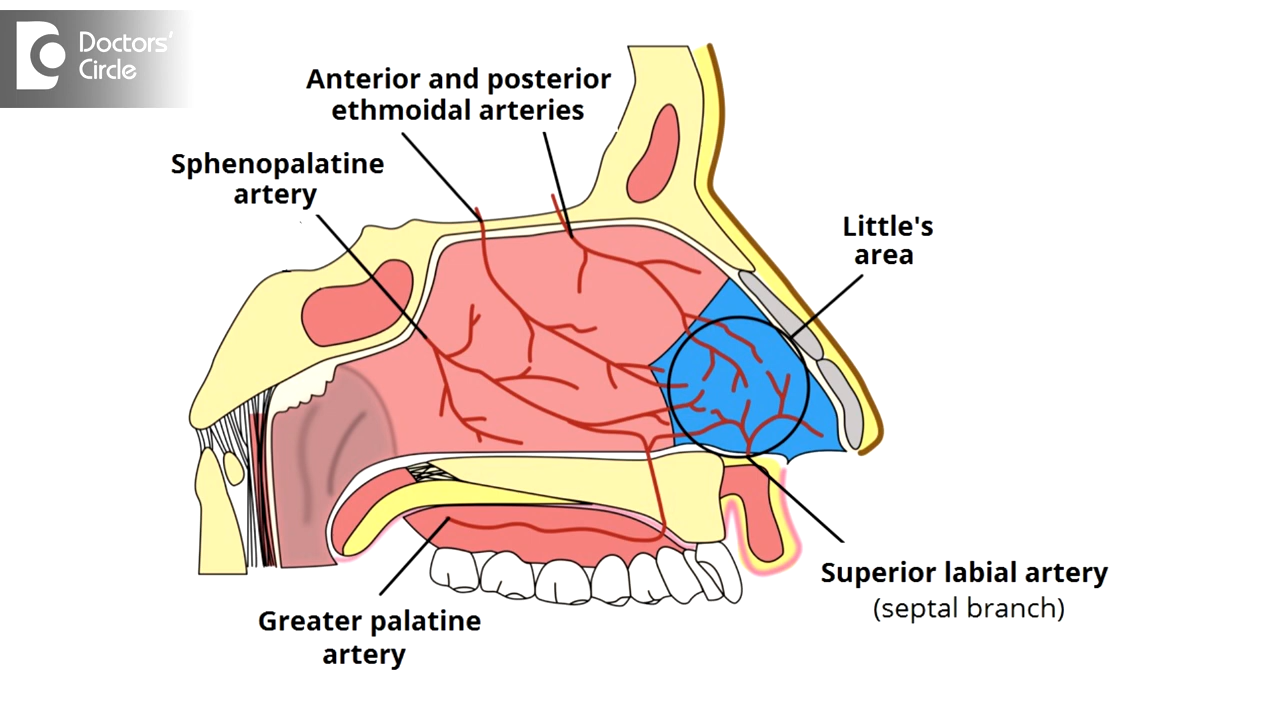 Doctors'
Circle
Anterior and posterior
ethmoidal arteries
Sphenopalatine
artery
Little's
area
Superior labial artery
(septal branch)
Greater palatine
artery